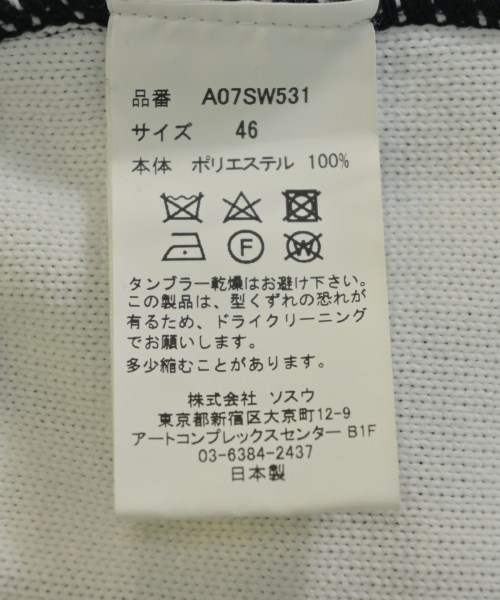 品番 A07SW531
サイズ 46
本体 ポリエステル 100%
F W
タンブラー乾燥はお避け下さい。
この製品は、型くずれの恐れが
有るため、ドライクリーニング
でお願いします。
多少縮むことがあります。
株式会社 ソスウ
東京都新宿区大京町12-9
アートコンプレックスセンター B1F
03-6384-2437
日本製